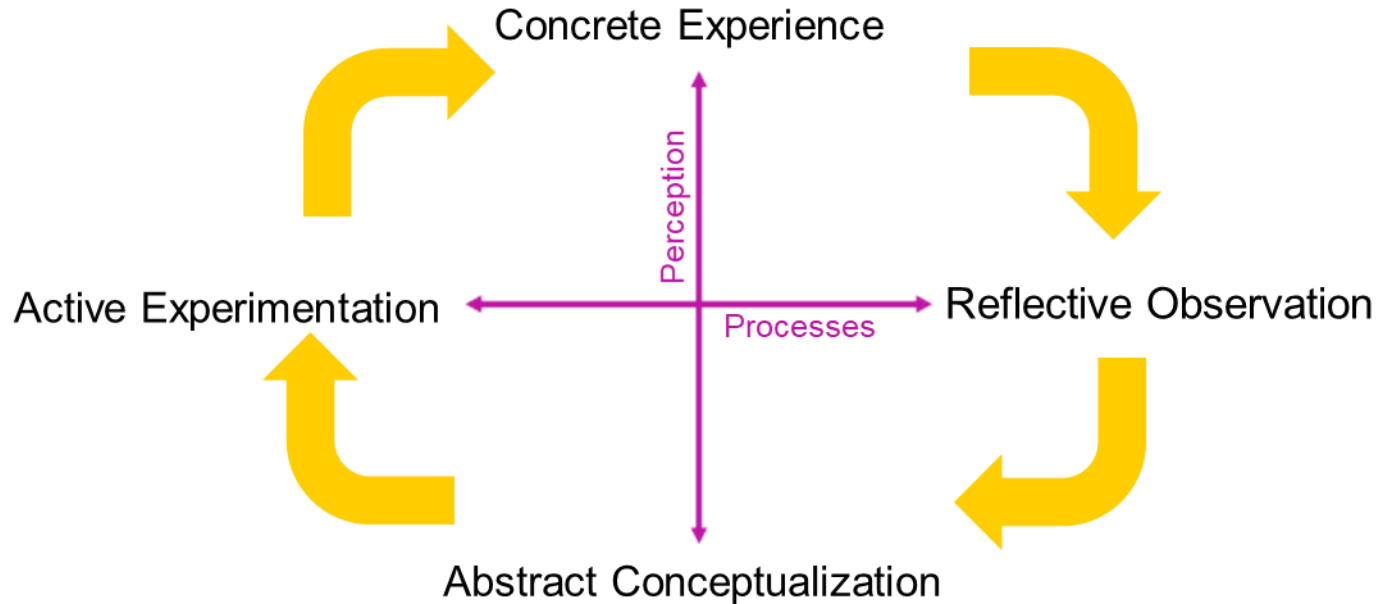 Concrete Experience
Perception
Active Experimentation
Reflective Observation
Processes
Abstract Conceptualization